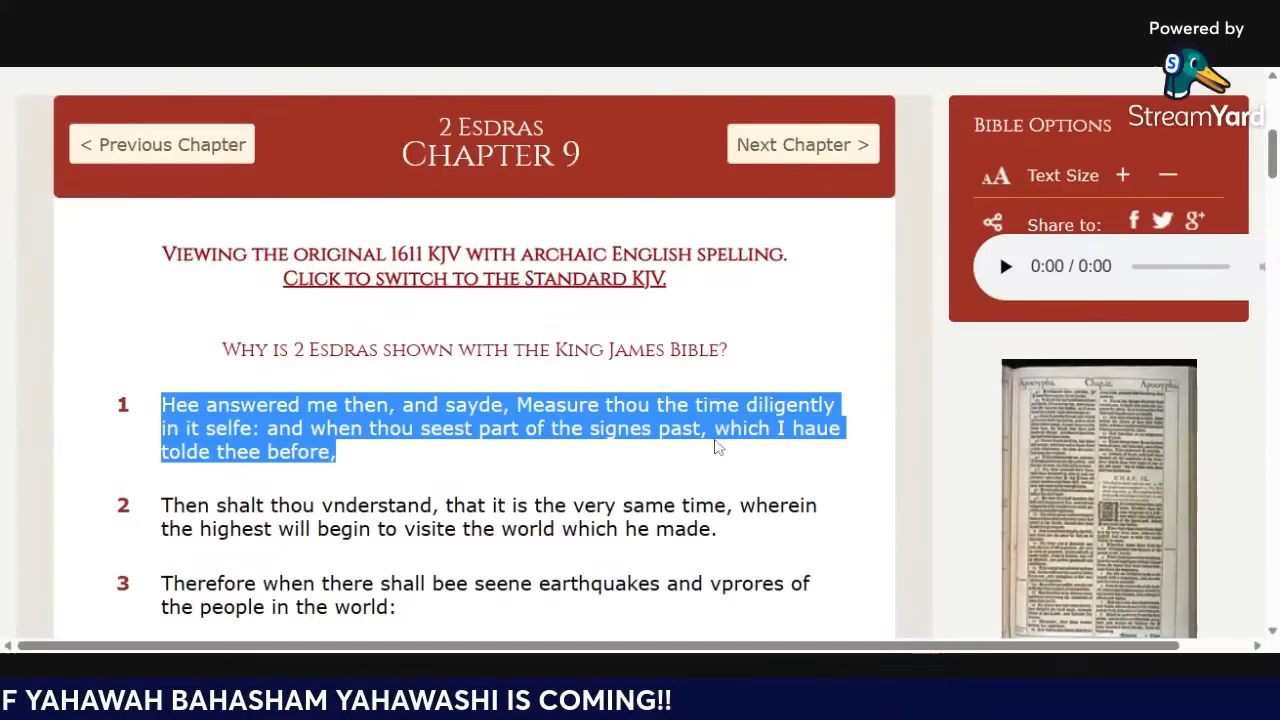 Powered by
StreamYard
< Previous Chapter
2 Esdras
Chapter 9
Next Chapter >
Bible Options
AA Text Size + –
Share to: f g+
0:00 / 0:00
Viewing the original 1611 KJV with archaic English spelling.
Click to switch to the Standard KJV.
Why is 2 Esdras shown with the King James Bible?
1 Hee answered me then, and sayde, Measure thou the time diligently
in it selfe: and when thou seest part of the signes past, which I haue
tolde thee before,
2 Then shalt thou vnderstand, that it is the very same time, wherein
the highest will begin to visite the world which he made.
3 Therefore when there shall bee seene earthquakes and vprores of
the people in the world:
Apocrypha Chap.ix. Apocrypha
F YAHAWAH BAHASHAM YAHAWASHI IS COMING!!